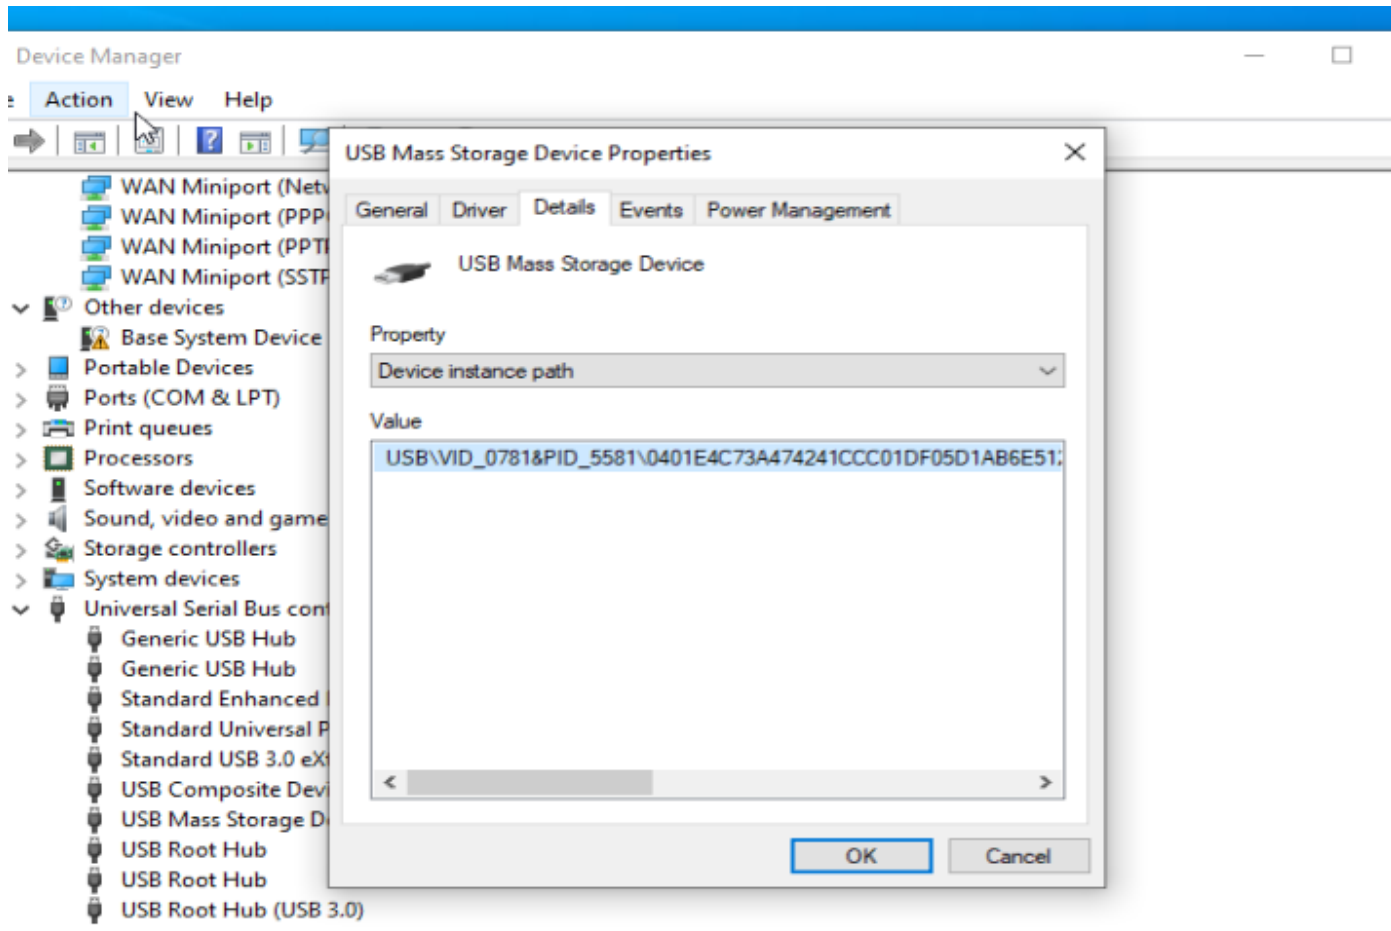 Device Manager
Action View Help
USB Mass Storage Device Properties
General Driver Details Events Power Management
USB Mass Storage Device
Property
Device instance path
Value
USB\VID_0781&PID_5581\0401E4C73A474241CCC01DF05D1AB6E512
OK Cancel
WAN Miniport (Netw
WAN Miniport (PPP
WAN Miniport (PPTP
WAN Miniport (SSTP
Other devices
Base System Device
Portable Devices
Ports (COM & LPT)
Print queues
Processors
Software devices
Sound, video and game
Storage controllers
System devices
Universal Serial Bus cont
Generic USB Hub
Generic USB Hub
Standard Enhanced
Standard Universal P
Standard USB 3.0 eXt
USB Composite Devi
USB Mass Storage D
USB Root Hub
USB Root Hub
USB Root Hub (USB 3.0)